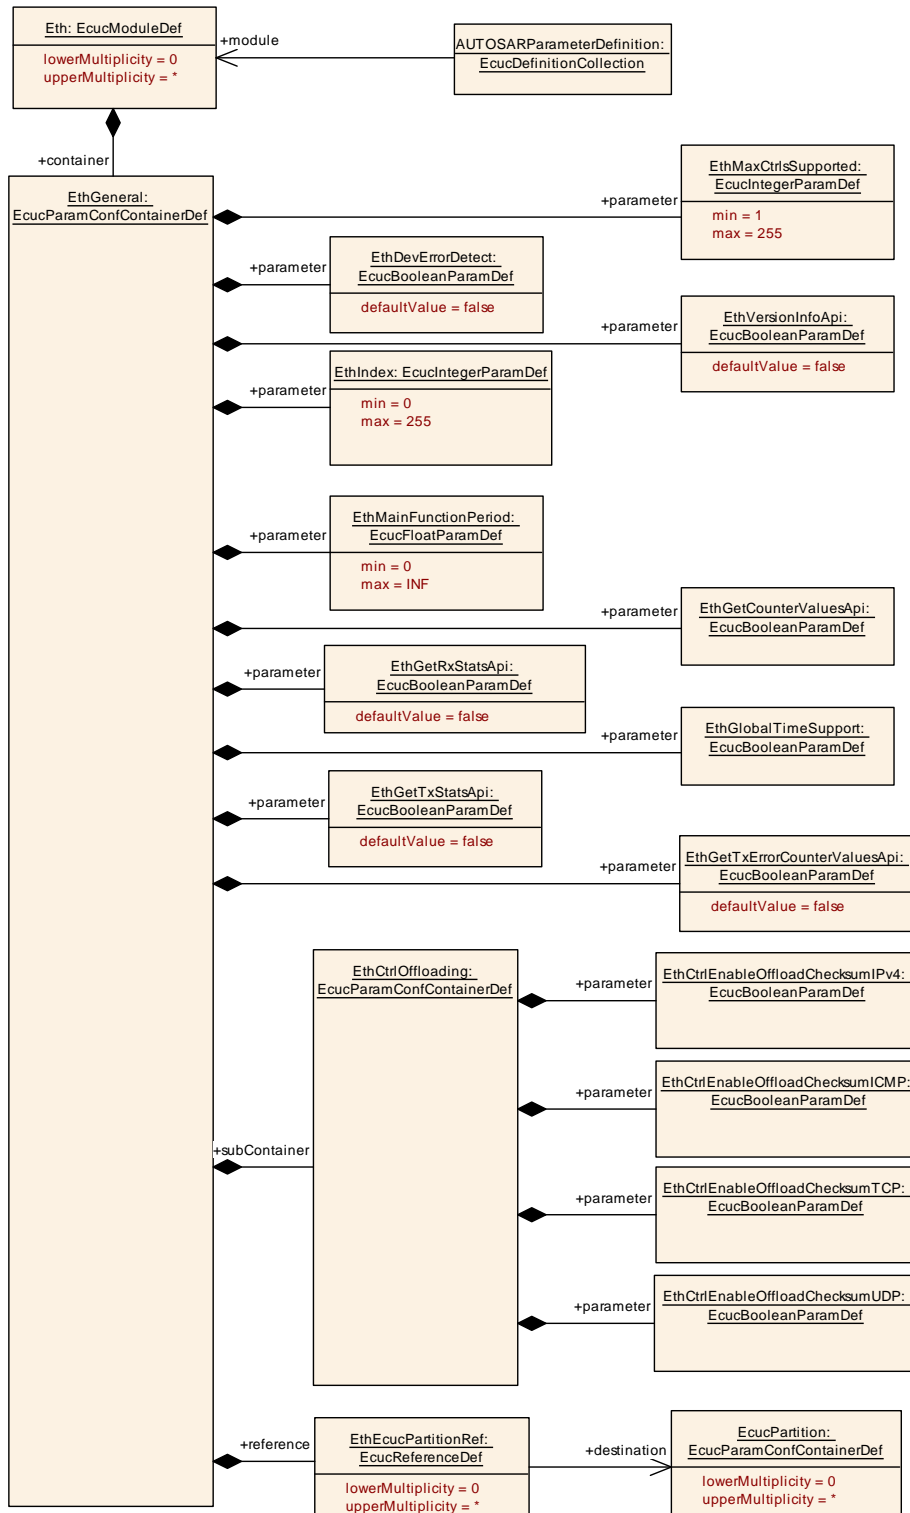 Eth: EcucModuleDef
lowerMultiplicity = 0
upperMultiplicity = *
+module
AUTOSARParameterDefinition:
EcucDefinitionCollection
+container
EthGeneral:
EcucParamConfContainerDef
+parameter
EthMaxCtrlsSupported:
EcucIntegerParamDef
min = 1
max = 255
+parameter
EthDevErrorDetect:
EcucBooleanParamDef
defaultValue = false
+parameter
EthVersionInfoApi:
EcucBooleanParamDef
defaultValue = false
+parameter
EthIndex: EcucIntegerParamDef
min = 0
max = 255
+parameter
EthMainFunctionPeriod:
EcucFloatParamDef
min = 0
max = INF
+parameter
EthGetCounterValuesApi:
EcucBooleanParamDef
+parameter
EthGetRxStatsApi:
EcucBooleanParamDef
defaultValue = false
+parameter
EthGlobalTimeSupport:
EcucBooleanParamDef
+parameter
EthGetTxStatsApi:
EcucBooleanParamDef
defaultValue = false
+parameter
EthGetTxErrorCounterValuesApi:
EcucBooleanParamDef
defaultValue = false
+subContainer
EthCtrlOffloading:
EcucParamConfContainerDef
+parameter
EthCtrlEnableOffloadChecksumIPv4:
EcucBooleanParamDef
+parameter
EthCtrlEnableOffloadChecksumICMP:
EcucBooleanParamDef
+parameter
EthCtrlEnableOffloadChecksumTCP:
EcucBooleanParamDef
+parameter
EthCtrlEnableOffloadChecksumUDP:
EcucBooleanParamDef
+reference
EthEcucPartitionRef:
EcucReferenceDef
lowerMultiplicity = 0
upperMultiplicity = *
+destination
EcucPartition:
EcucParamConfContainerDef
lowerMultiplicity = 0
upperMultiplicity = *